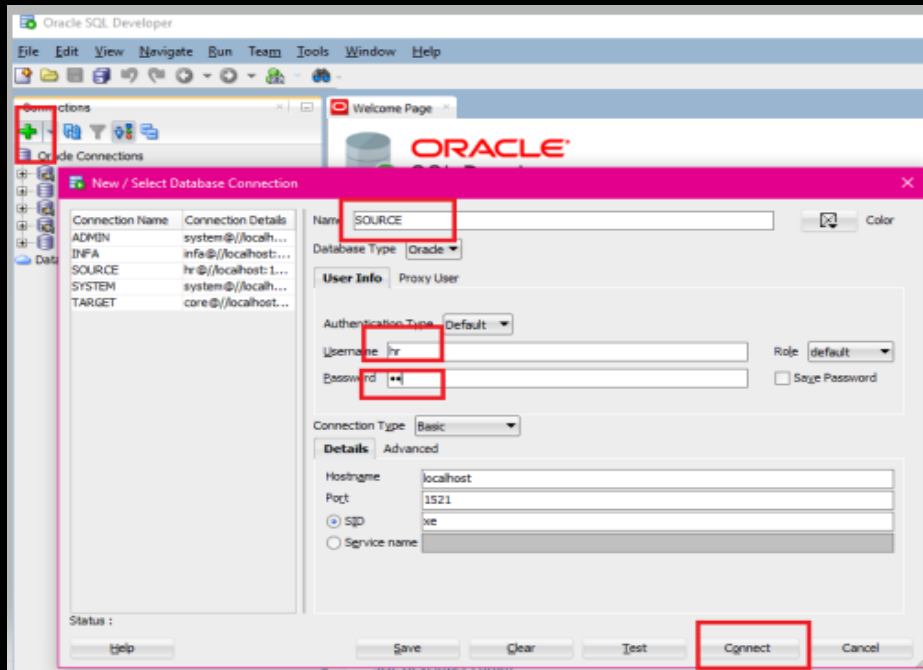 Oracle SQL Developer
File Edit View Navigate Run Team Tools Window Help
Connections
Welcome Page
Oracle Connections
ORACLE
New / Select Database Connection
Connection Name Connection Details
ADMIN system@//localh...
INFA infa@//localhost:...
SOURCE hr@//localhost:1...
SYSTEM system@//localh...
TARGET core@//localhost...
Name SOURCE Color
Database Type Oracle
User Info Proxy User
Authentication Type Default
Username hr Role default
Password •• Save Password
Connection Type Basic
Details Advanced
Hostname localhost
Port 1521
SID xe
Service name
Status :
Help Save Clear Test Connect Cancel